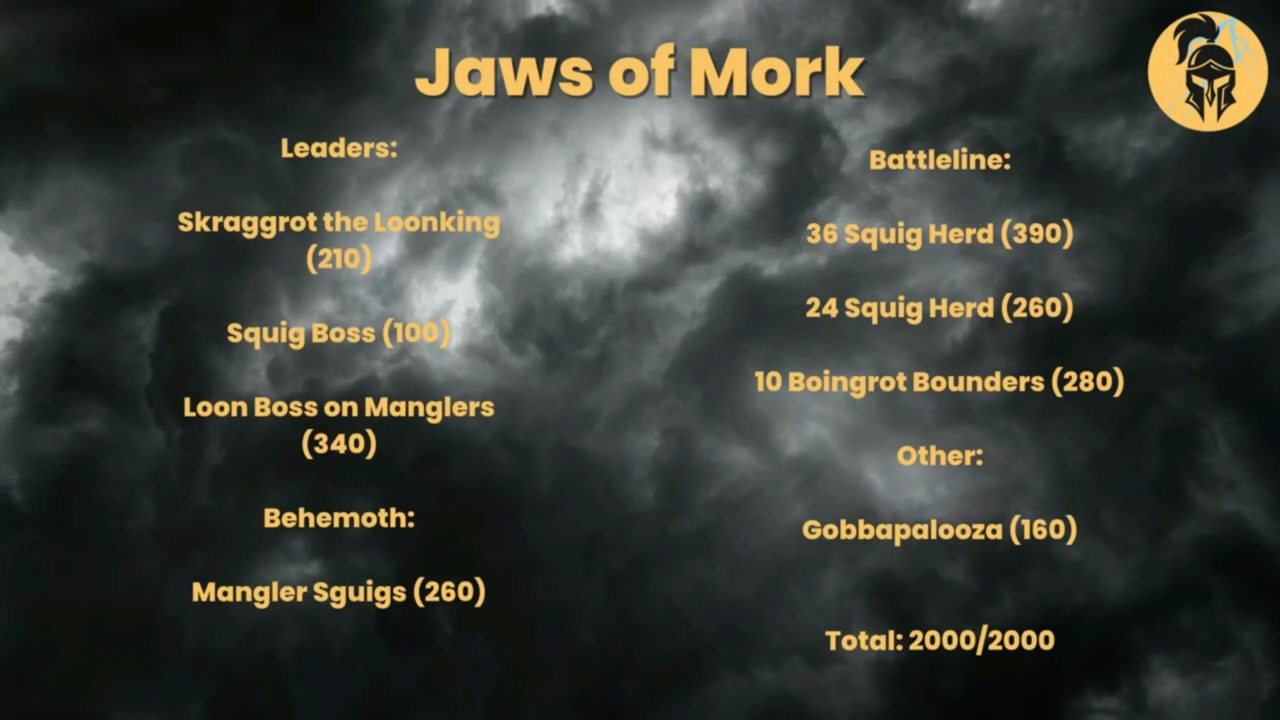 Jaws of Mork
Leaders:
Skraggrot the Loonking
(210)
Squig Boss (100)
Loon Boss on Manglers
(340)
Behemoth:
Mangler Sguigs (260)
Battleline:
36 Squig Herd (390)
24 Squig Herd (260)
10 Boingrot Bounders (280)
Other:
Gobbapalooza (160)
Total: 2000/2000